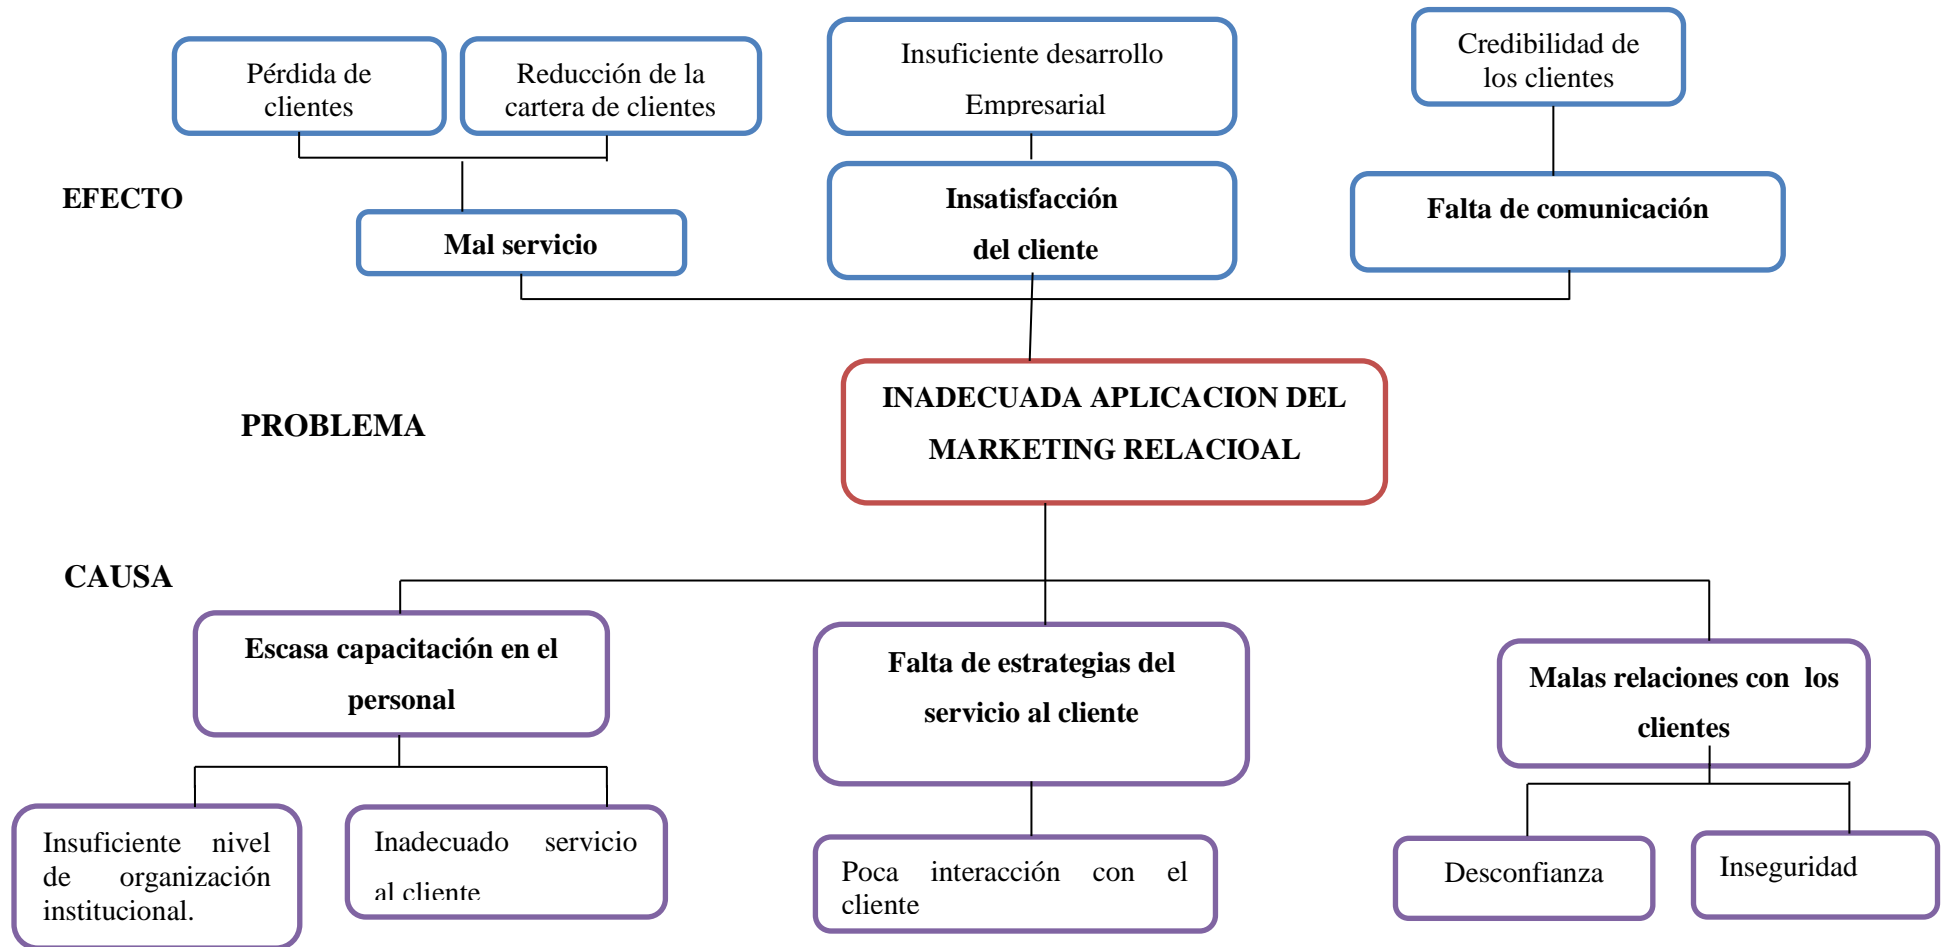 Pérdida de
clientes
Reducción de la
cartera de clientes
Insuficiente desarrollo
Empresarial
Credibilidad de
los clientes
EFECTO
Mal servicio
Insatisfacción
del cliente
Falta de comunicación
PROBLEMA
INADECUADA APLICACION DEL
MARKETING RELACIOAL
CAUSA
Escasa capacitación en el
personal
Falta de estrategias del
servicio al cliente
Malas relaciones con los
clientes
Insuficiente nivel
de organización
institucional.
Inadecuado servicio
al cliente
Poca interacción con el
cliente
Desconfianza
Inseguridad